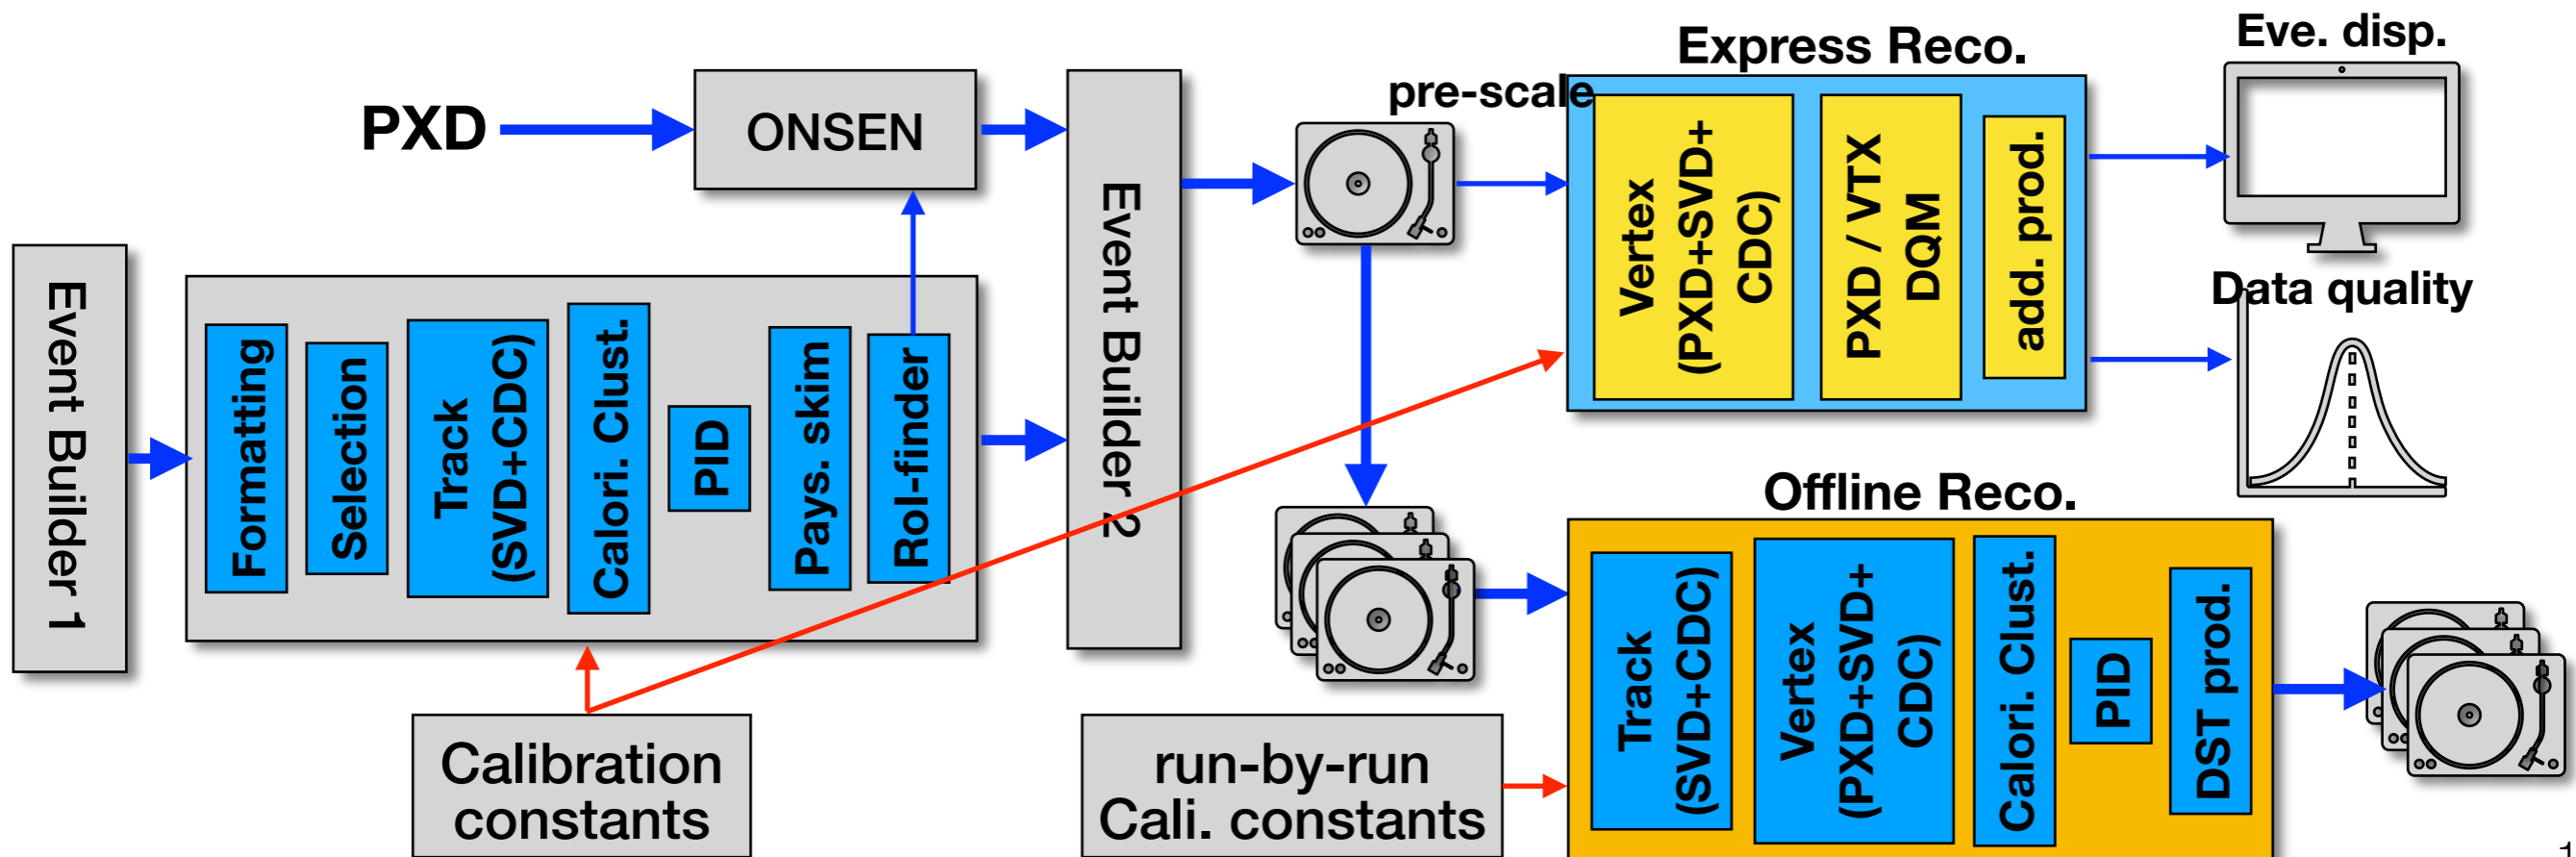 Express Reco.
Eve. disp.
pre-scale
PXD
ONSEN
Vertex
(PXD+SVD+
CDC)
PXD / VTX
DQM
add. prod.
Data quality
Event Builder 1
Formatting
Selection
Track
(SVD+CDC)
Calori. Clust.
PID
Pays. skim
RoI-finder
Event Builder 2
Offline Reco.
Track
(SVD+CDC)
Vertex
(PXD+SVD+
CDC)
Calori. Clust.
PID
DST prod.
Calibration
constants
run-by-run
Cali. constants